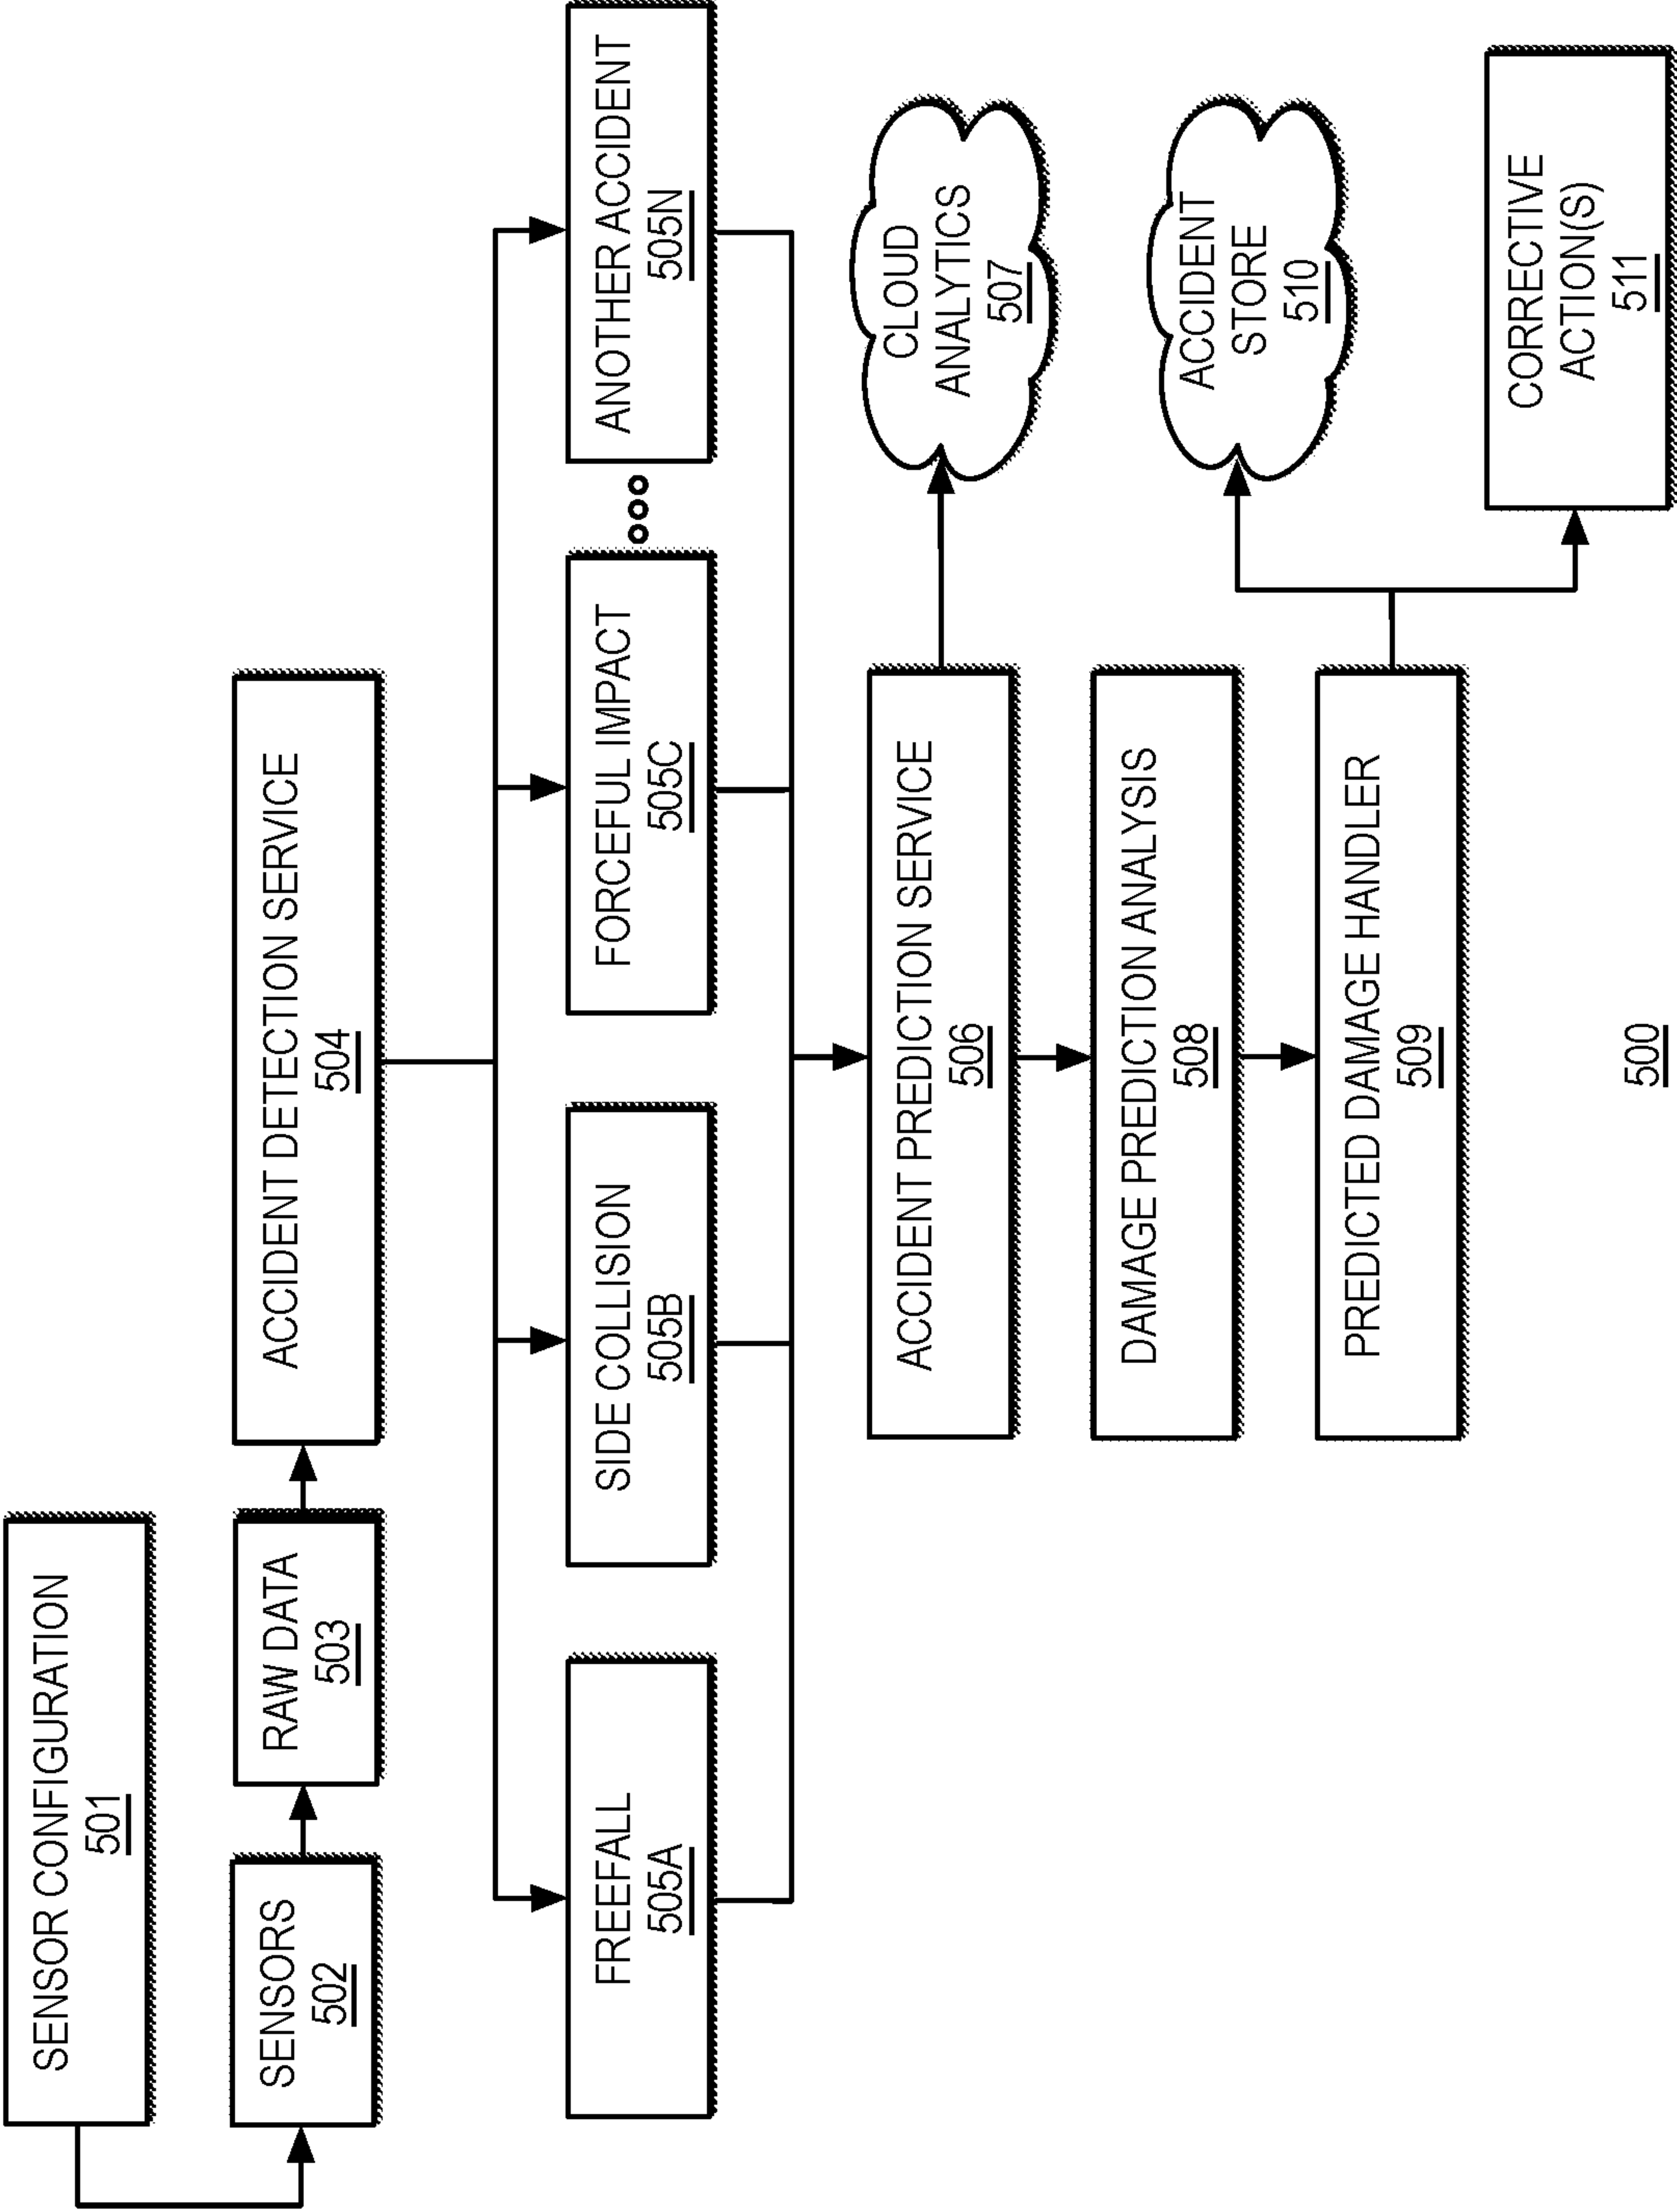 SENSOR CONFIGURATION
501
SENSORS
502
RAW DATA
503
ACCIDENT DETECTION SERVICE
504
FREEFALL
505A
SIDE COLLISION
505B
FORCEFUL IMPACT
505C
ANOTHER ACCIDENT
505N
ACCIDENT PREDICTION SERVICE
506
CLOUD
ANALYTICS
507
DAMAGE PREDICTION ANALYSIS
508
PREDICTED DAMAGE HANDLER
509
ACCIDENT
STORE
510
CORRECTIVE
ACTION(S)
511
500